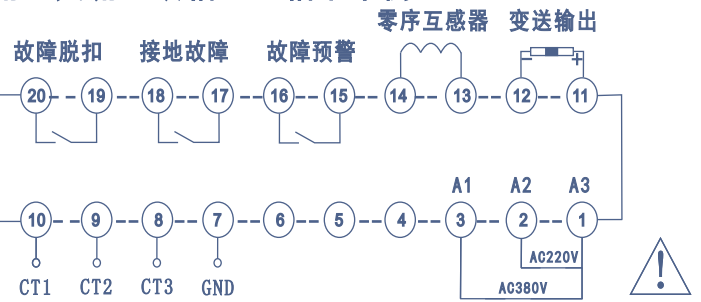 零序互感器 变送输出
故障脱扣 接地故障 故障预警
- +
20 19 18 17 16 15 14 13 12 11
A1 A2 A3
10 9 8 7 6 5 4 3 2 1
AC220V
CT1 CT2 CT3 GND AC380V
!